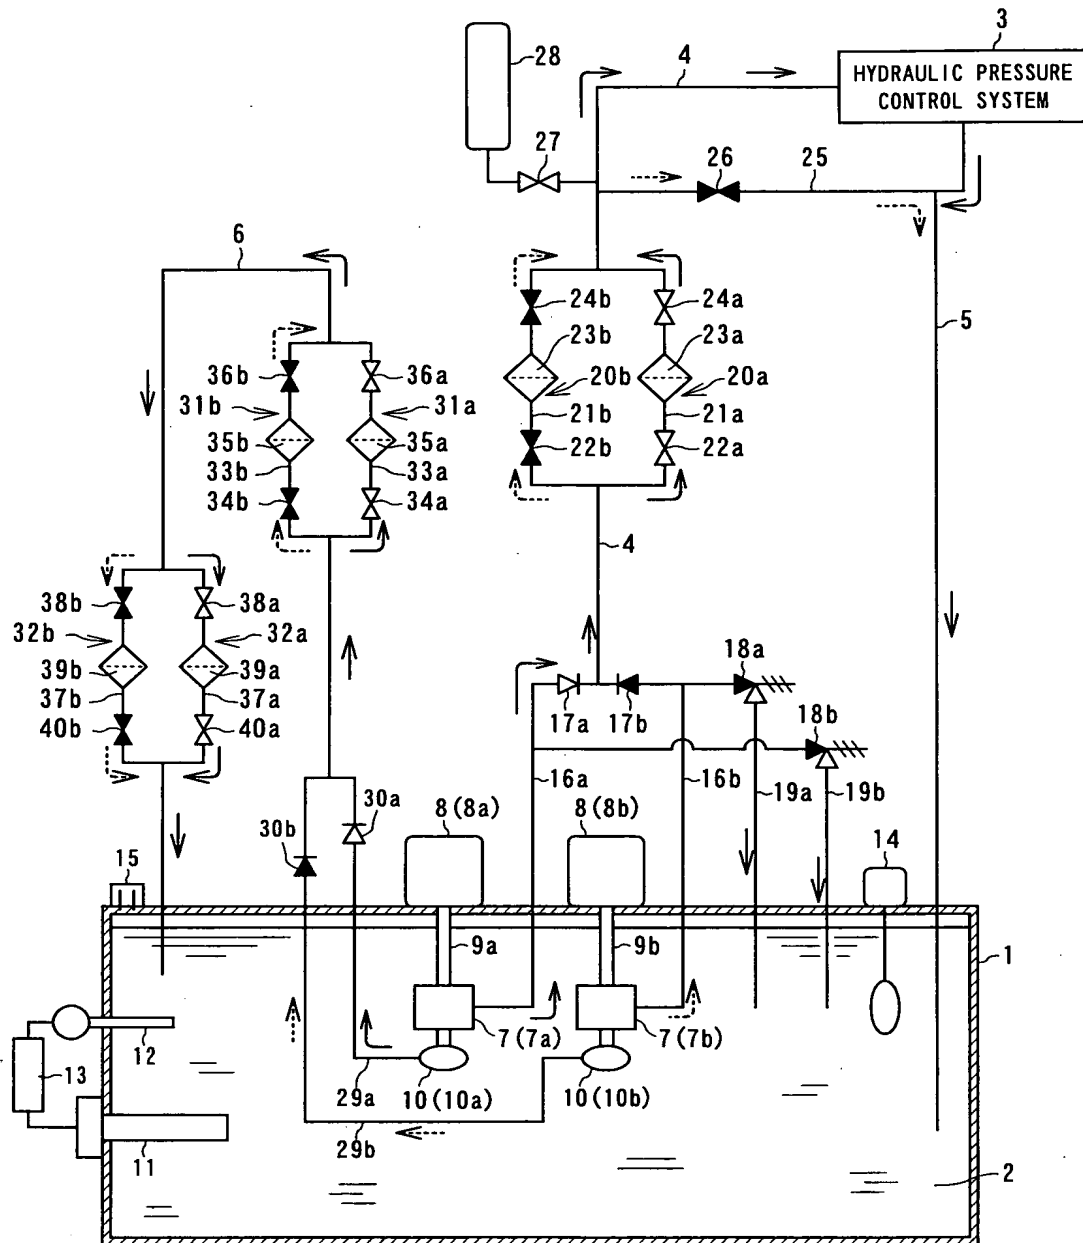 3
28
4
HYDRAULIC PRESSURE
CONTROL SYSTEM
27
26
25
6
24b
24a
5
23b
23a
36b
36a
20b
20a
31b
31a
21b
21a
35b
35a
22b
22a
33b
33a
34b
34a
4
38b
38a
32b
32a
18a
39b
39a
17a
17b
37b
37a
18b
40b
40a
16a
16b
19a
19b
30a
8(8a)
8(8b)
30b
14
15
9a
9b
1
12
7(7a)
7(7b)
13
29a
10(10a)
10(10b)
29b
11
2